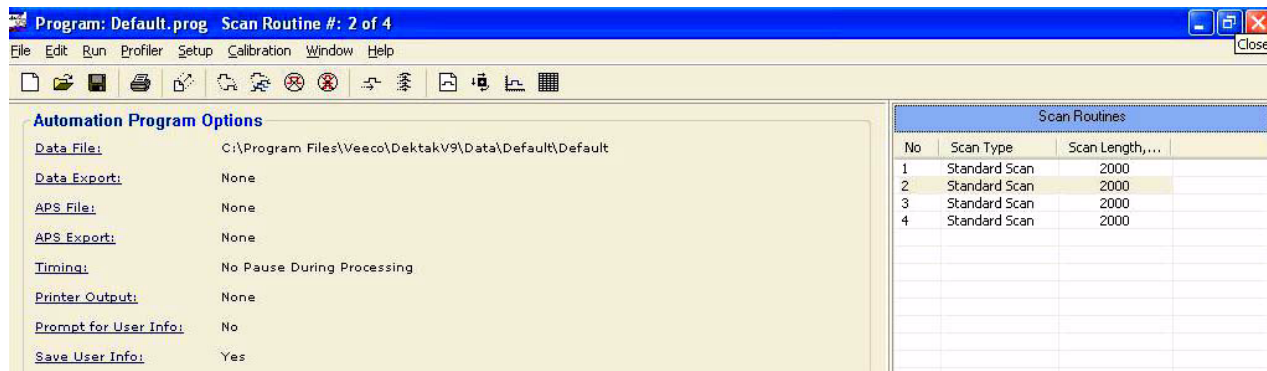 Program: Default.prog Scan Routine #: 2 of 4
Close
File Edit Run Profiler Setup Calibration Window Help
Automation Program Options
Data File: C:\Program Files\Veeco\DektakV9\Data\Default\Default
Data Export: None
APS File: None
APS Export: None
Timing: No Pause During Processing
Printer Output: None
Prompt for User Info: No
Save User Info: Yes
Scan Routines
No Scan Type Scan Length,...
1 Standard Scan 2000
2 Standard Scan 2000
3 Standard Scan 2000
4 Standard Scan 2000